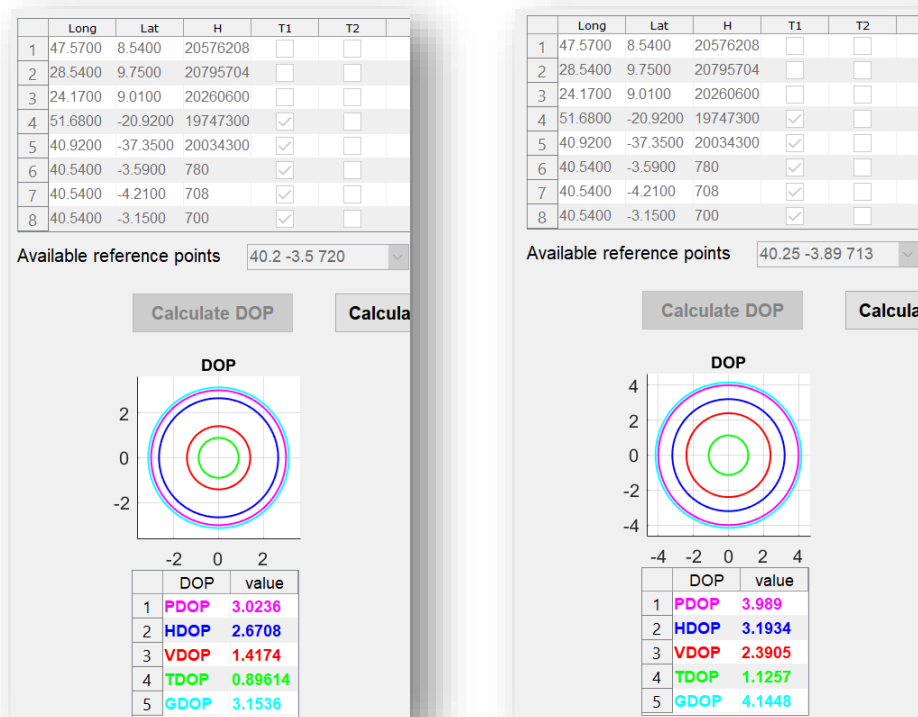 Long Lat H T1 T2
1 47.5700 8.5400 20576208
2 28.5400 9.7500 20795704
3 24.1700 9.0100 20260600
4 51.6800 -20.9200 19747300
5 40.9200 -37.3500 20034300
6 40.5400 -3.5900 780
7 40.5400 -4.2100 708
8 40.5400 -3.1500 700
Available reference points 40.2 -3.5 720
Calculate DOP Calcula
DOP
2
0
-2
-2 0 2
DOP value
1 PDOP 3.0236
2 HDOP 2.6708
3 VDOP 1.4174
4 TDOP 0.89614
5 GDOP 3.1536
Long Lat H T1 T2
1 47.5700 8.5400 20576208
2 28.5400 9.7500 20795704
3 24.1700 9.0100 20260600
4 51.6800 -20.9200 19747300
5 40.9200 -37.3500 20034300
6 40.5400 -3.5900 780
7 40.5400 -4.2100 708
8 40.5400 -3.1500 700
Available reference points 40.25 -3.89 713
Calculate DOP Calcula
DOP
4
2
0
-2
-4
-4 -2 0 2 4
DOP value
1 PDOP 3.989
2 HDOP 3.1934
3 VDOP 2.3905
4 TDOP 1.1257
5 GDOP 4.1448